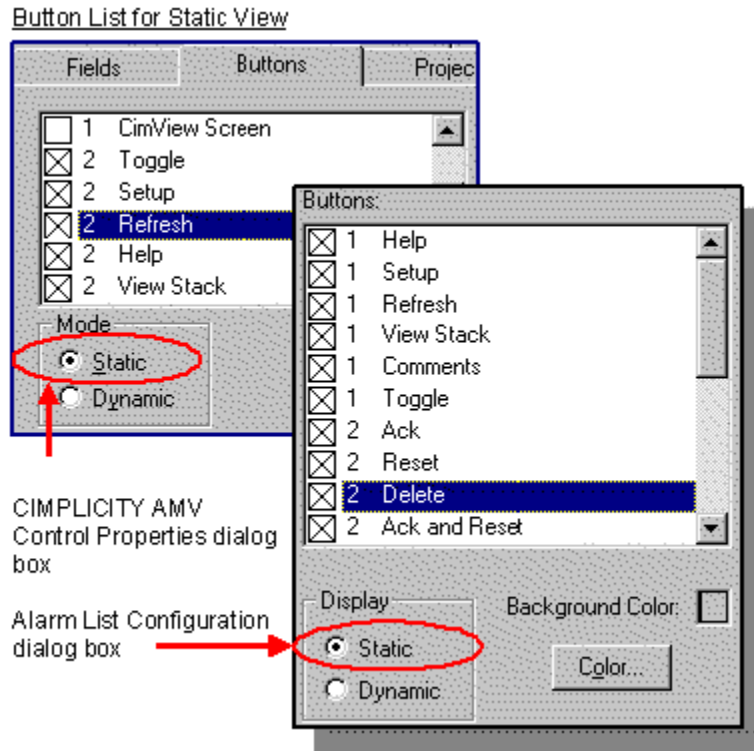 Button List for Static View
Fields Buttons Projec
1 CimView Screen
2 Toggle
2 Setup
2 Refresh
2 Help
2 View Stack
Mode
Static
Dynamic
Buttons:
1 Help
1 Setup
1 Refresh
1 View Stack
1 Comments
1 Toggle
2 Ack
2 Reset
2 Delete
2 Ack and Reset
Display
Static
Dynamic
Background Color:
Color...
CIMPLICITY AMV
Control Properties dialog
box
Alarm List Configuration
dialog box